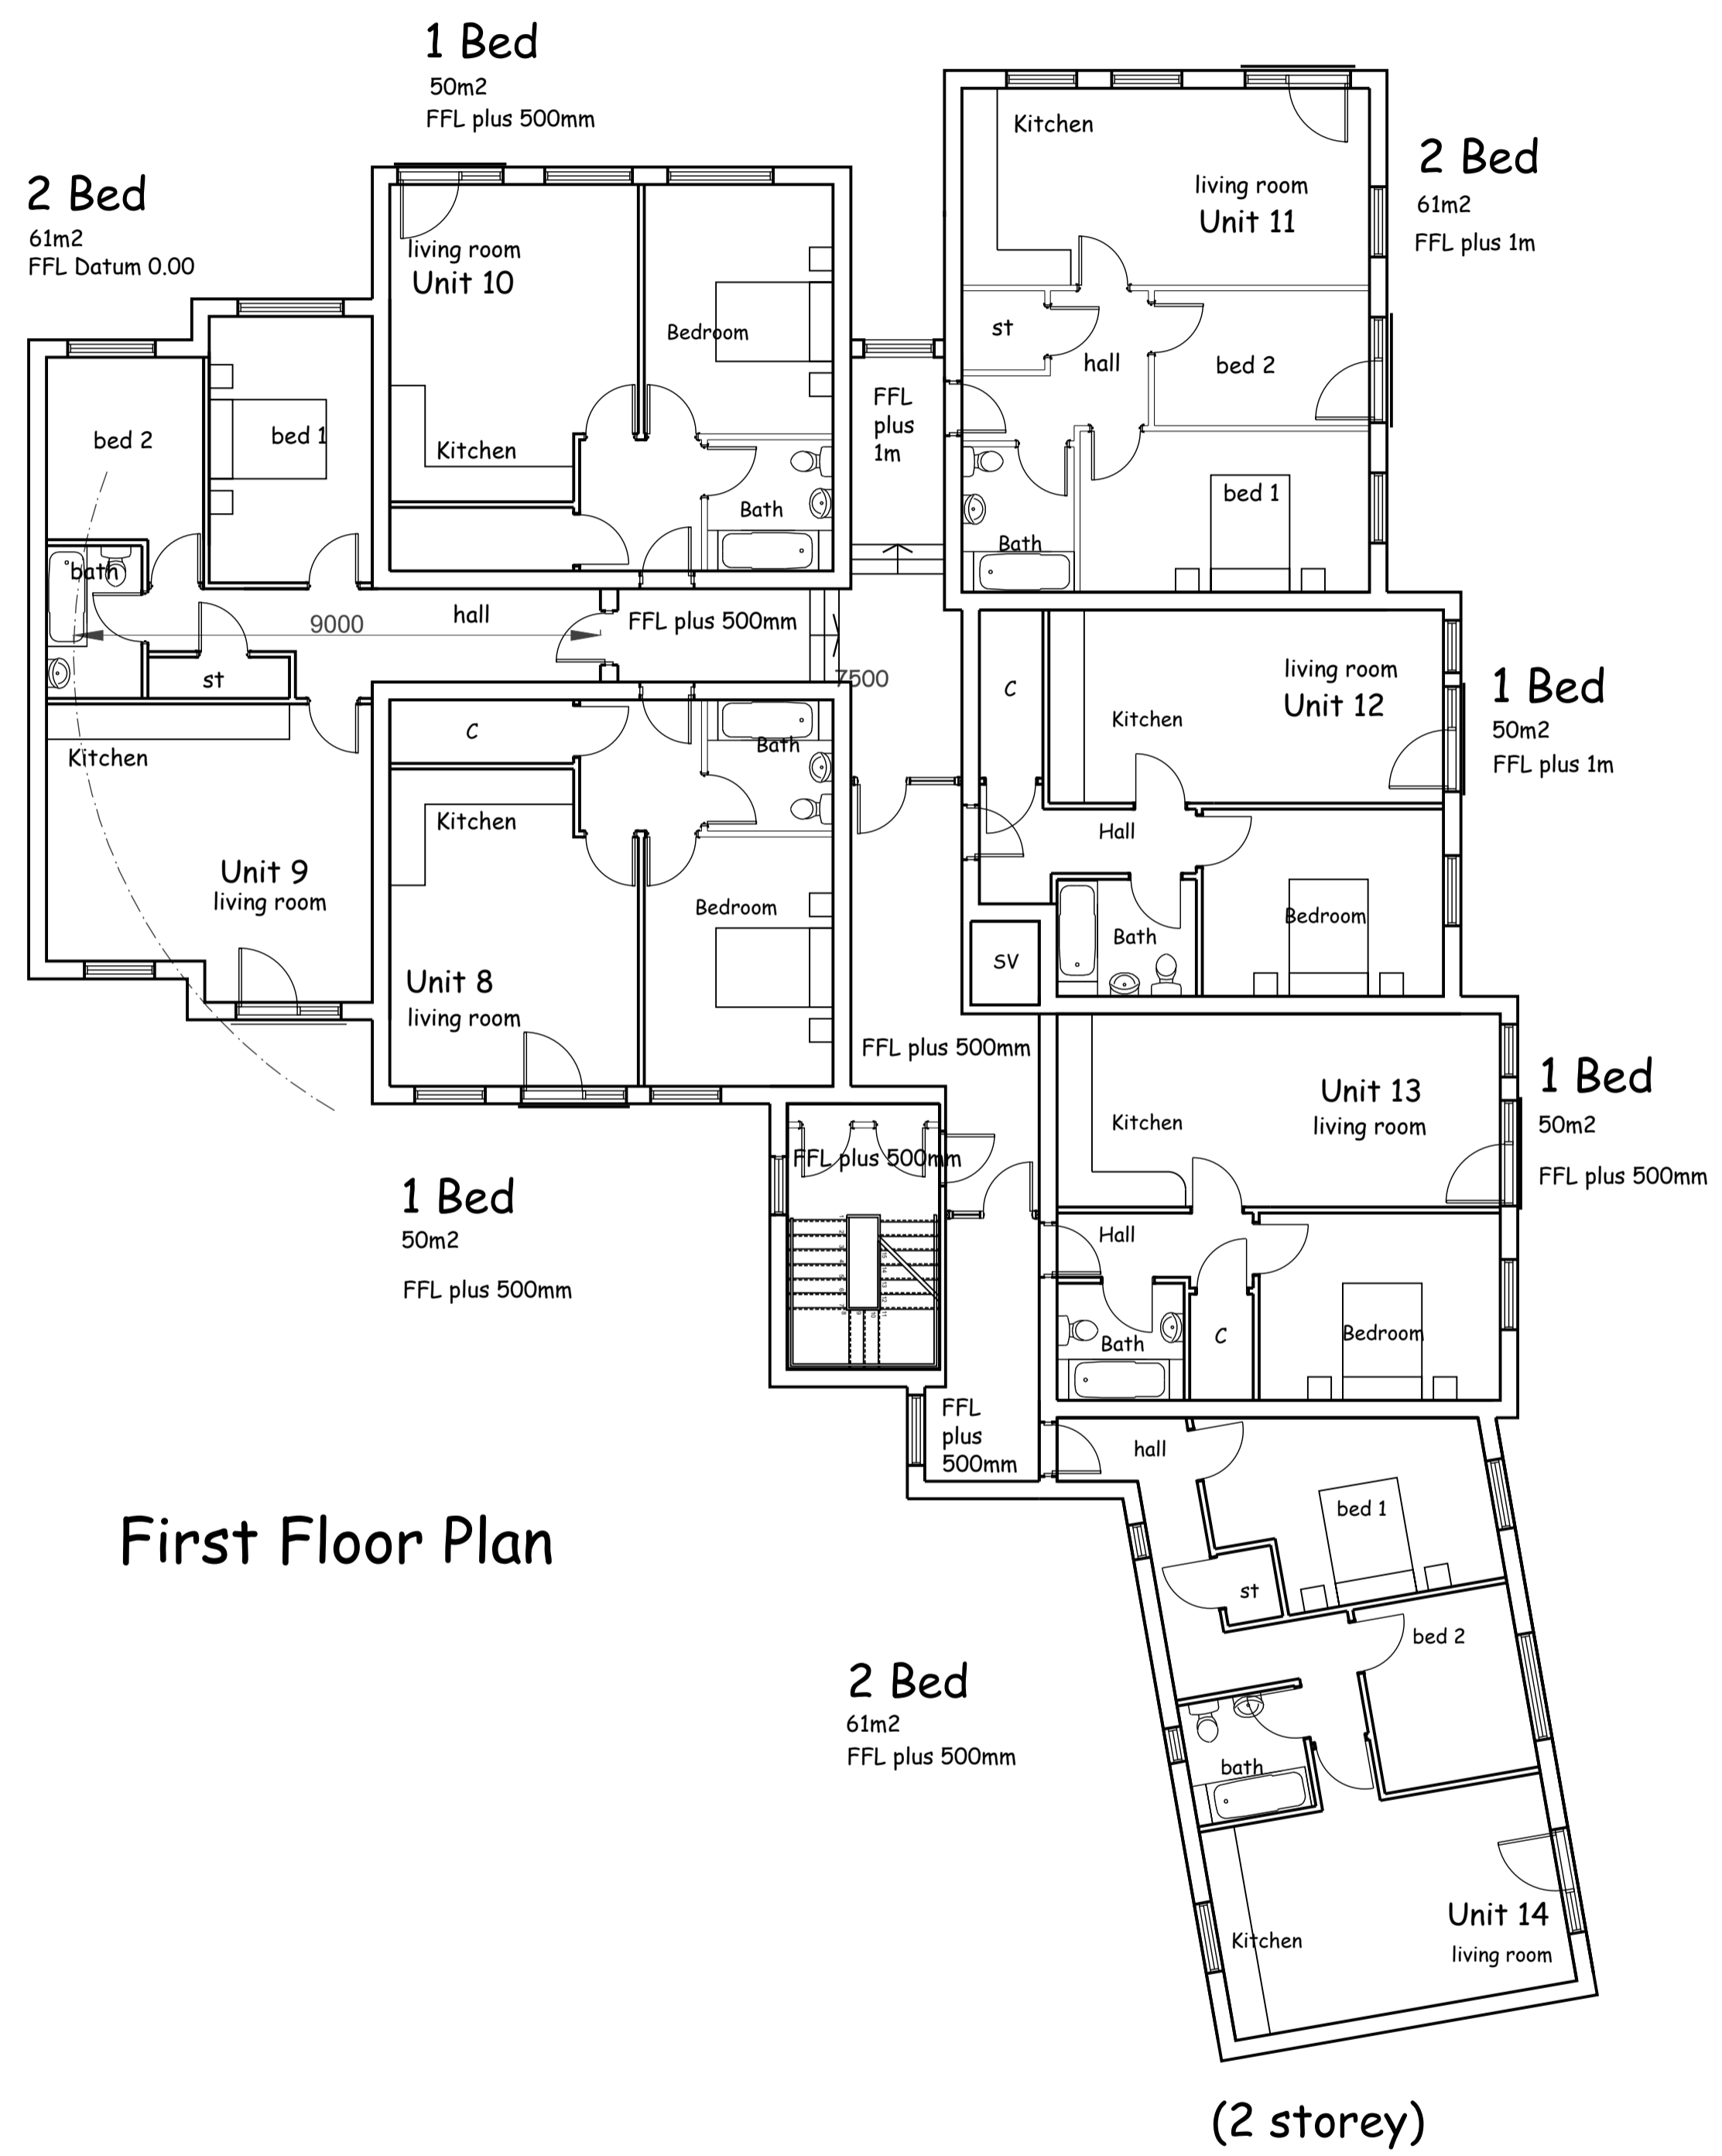 1 Bed
50m2
FFL plus 500mm
2 Bed
61m2
FFL Datum 0.00
2 Bed
61m2
FFL plus 1m
Kitchen
living room
Unit 11
st
hall
bed 2
bed 1
Bath
living room
Unit 10
Bedroom
Kitchen
Bath
FFL
plus
1m
bed 2
bed 1
bath
hall
9000
FFL plus 500mm
7500
st
Kitchen
Unit 9
living room
C
Bath
Kitchen
Bedroom
Unit 8
living room
C
living room
Unit 12
Kitchen
Hall
Bath
Bedroom
SV
1 Bed
50m2
FFL plus 1m
FFL plus 500mm
Unit 13
living room
Kitchen
Hall
Bath
C
Bedroom
1 Bed
50m2
FFL plus 500mm
FFL plus 500mm
1 Bed
50m2
FFL plus 500mm
FFL
plus
500mm
hall
bed 1
st
bed 2
bath
Kitchen
Unit 14
living room
First Floor Plan
2 Bed
61m2
FFL plus 500mm
(2 storey)